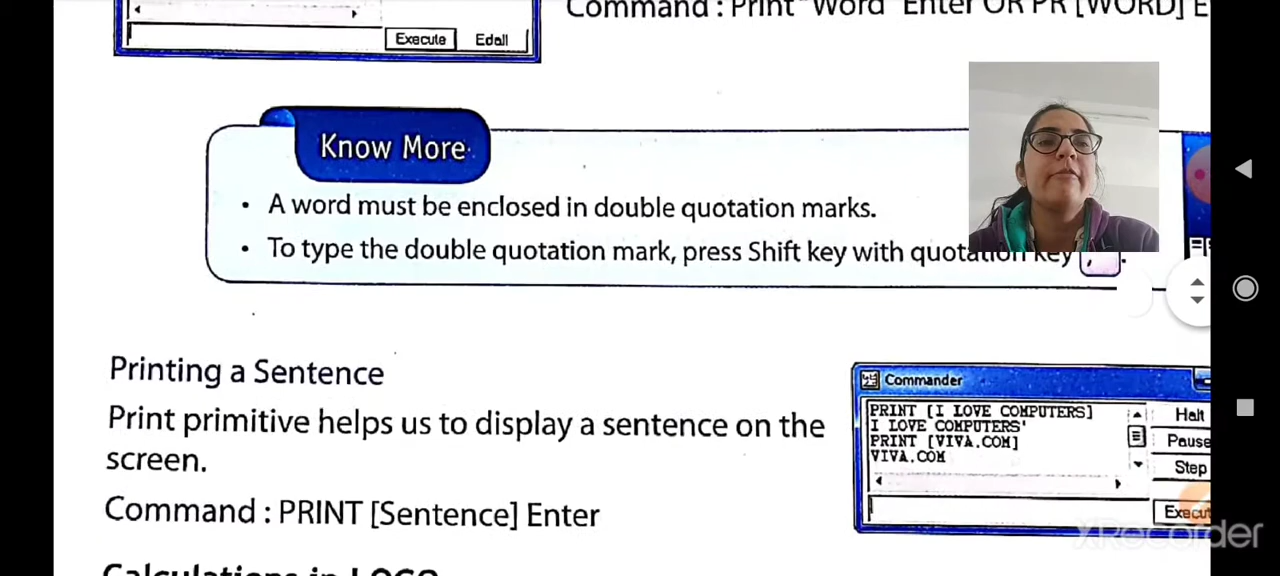 Command : Print "Word" Enter OR PR [WORD] E
Execute Edall
Know More
• A word must be enclosed in double quotation marks.
• To type the double quotation mark, press Shift key with quotation key
Printing a Sentence
Print primitive helps us to display a sentence on the
screen.
Command : PRINT [Sentence] Enter
Commander
PRINT [I LOVE COMPUTERS]
I LOVE COMPUTERS'
PRINT [VIVA.COM]
VIVA.COM
Halt
Pause
Step
Execut
XRecorder
Calculations in LOGO